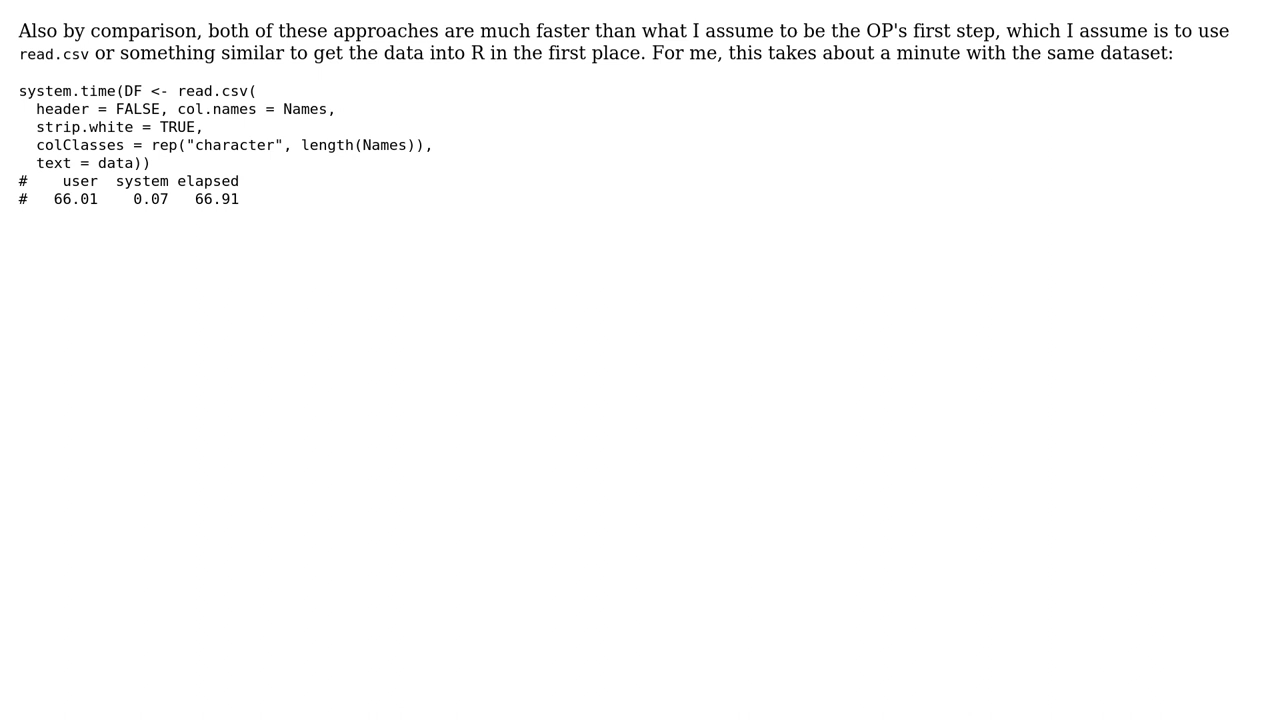 Also by comparison, both of these approaches are much faster than what I assume to be the OP's first step, which I assume is to use
read.csv or something similar to get the data into R in the first place. For me, this takes about a minute with the same dataset:
system.time(DF <- read.csv(
  header = FALSE, col.names = Names,
  strip.white = TRUE,
  colClasses = rep("character", length(Names)),
  text = data))
#    user  system elapsed
#   66.01    0.07   66.91